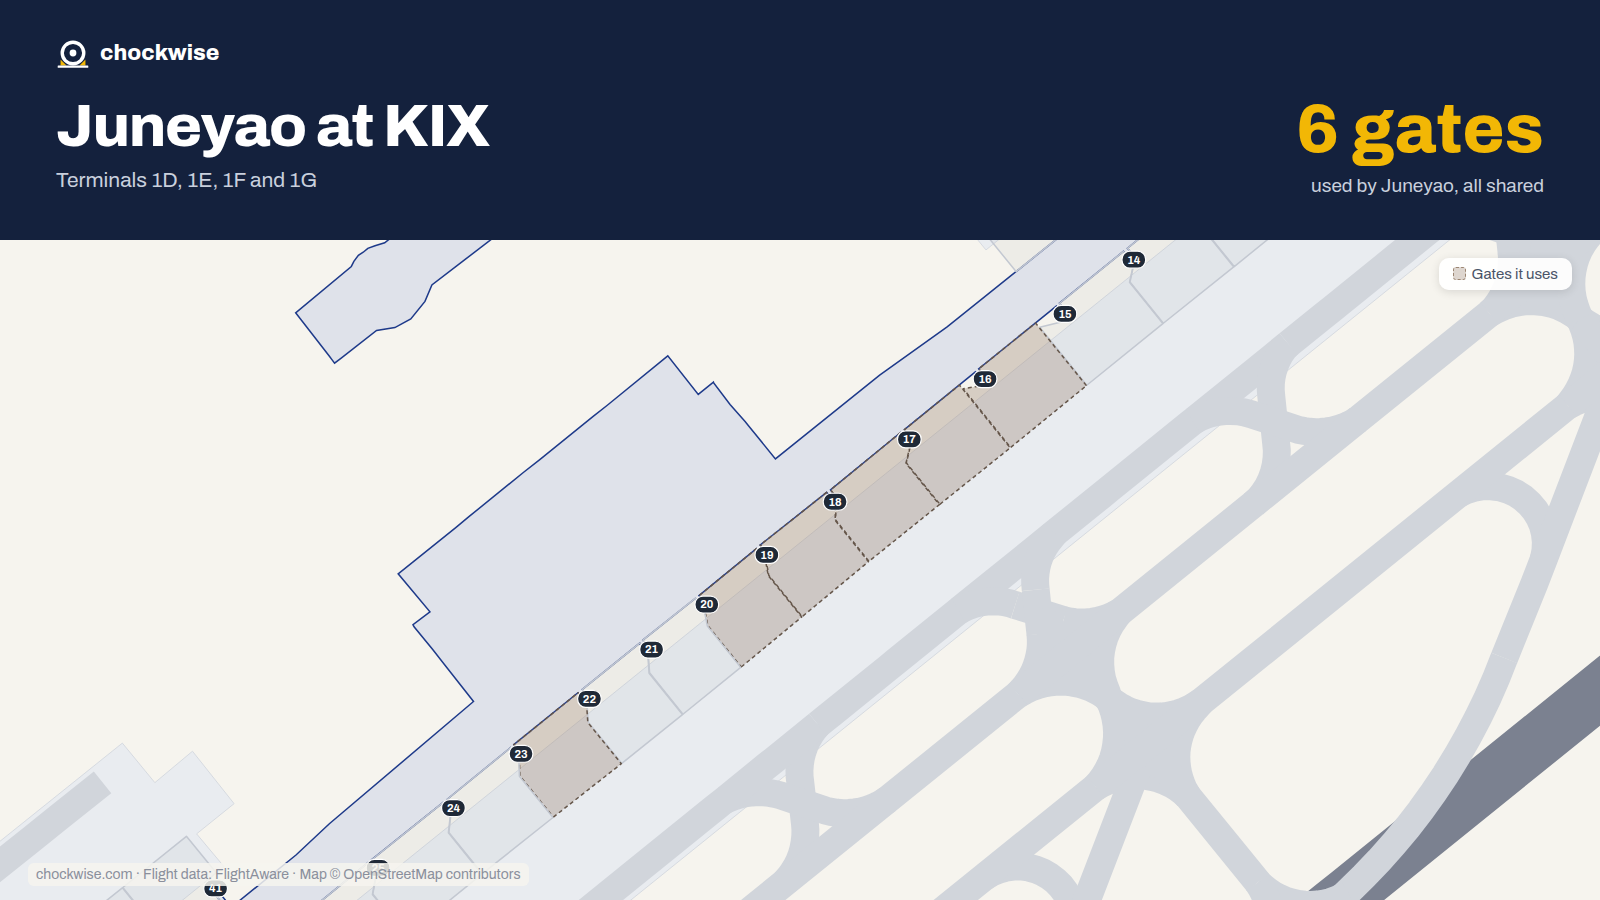 chockwise
Juneyao at KIX
Terminals 1D, 1E, 1F and 1G
6 gates
used by Juneyao, all shared
Gates it uses
14
15
16
17
18
19
20
21
22
23
24
41
chockwise.com · Flight data: FlightAware · Map © OpenStreetMap contributors